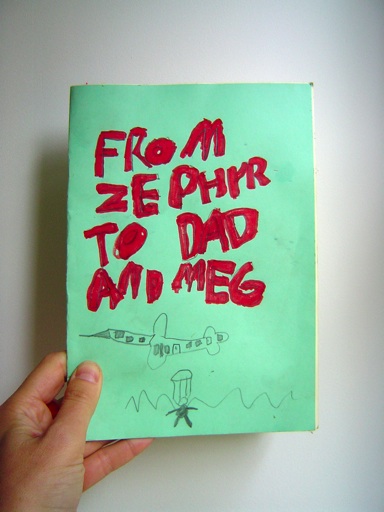 FROM
ZEPHYR
TO DAD
AND MEG